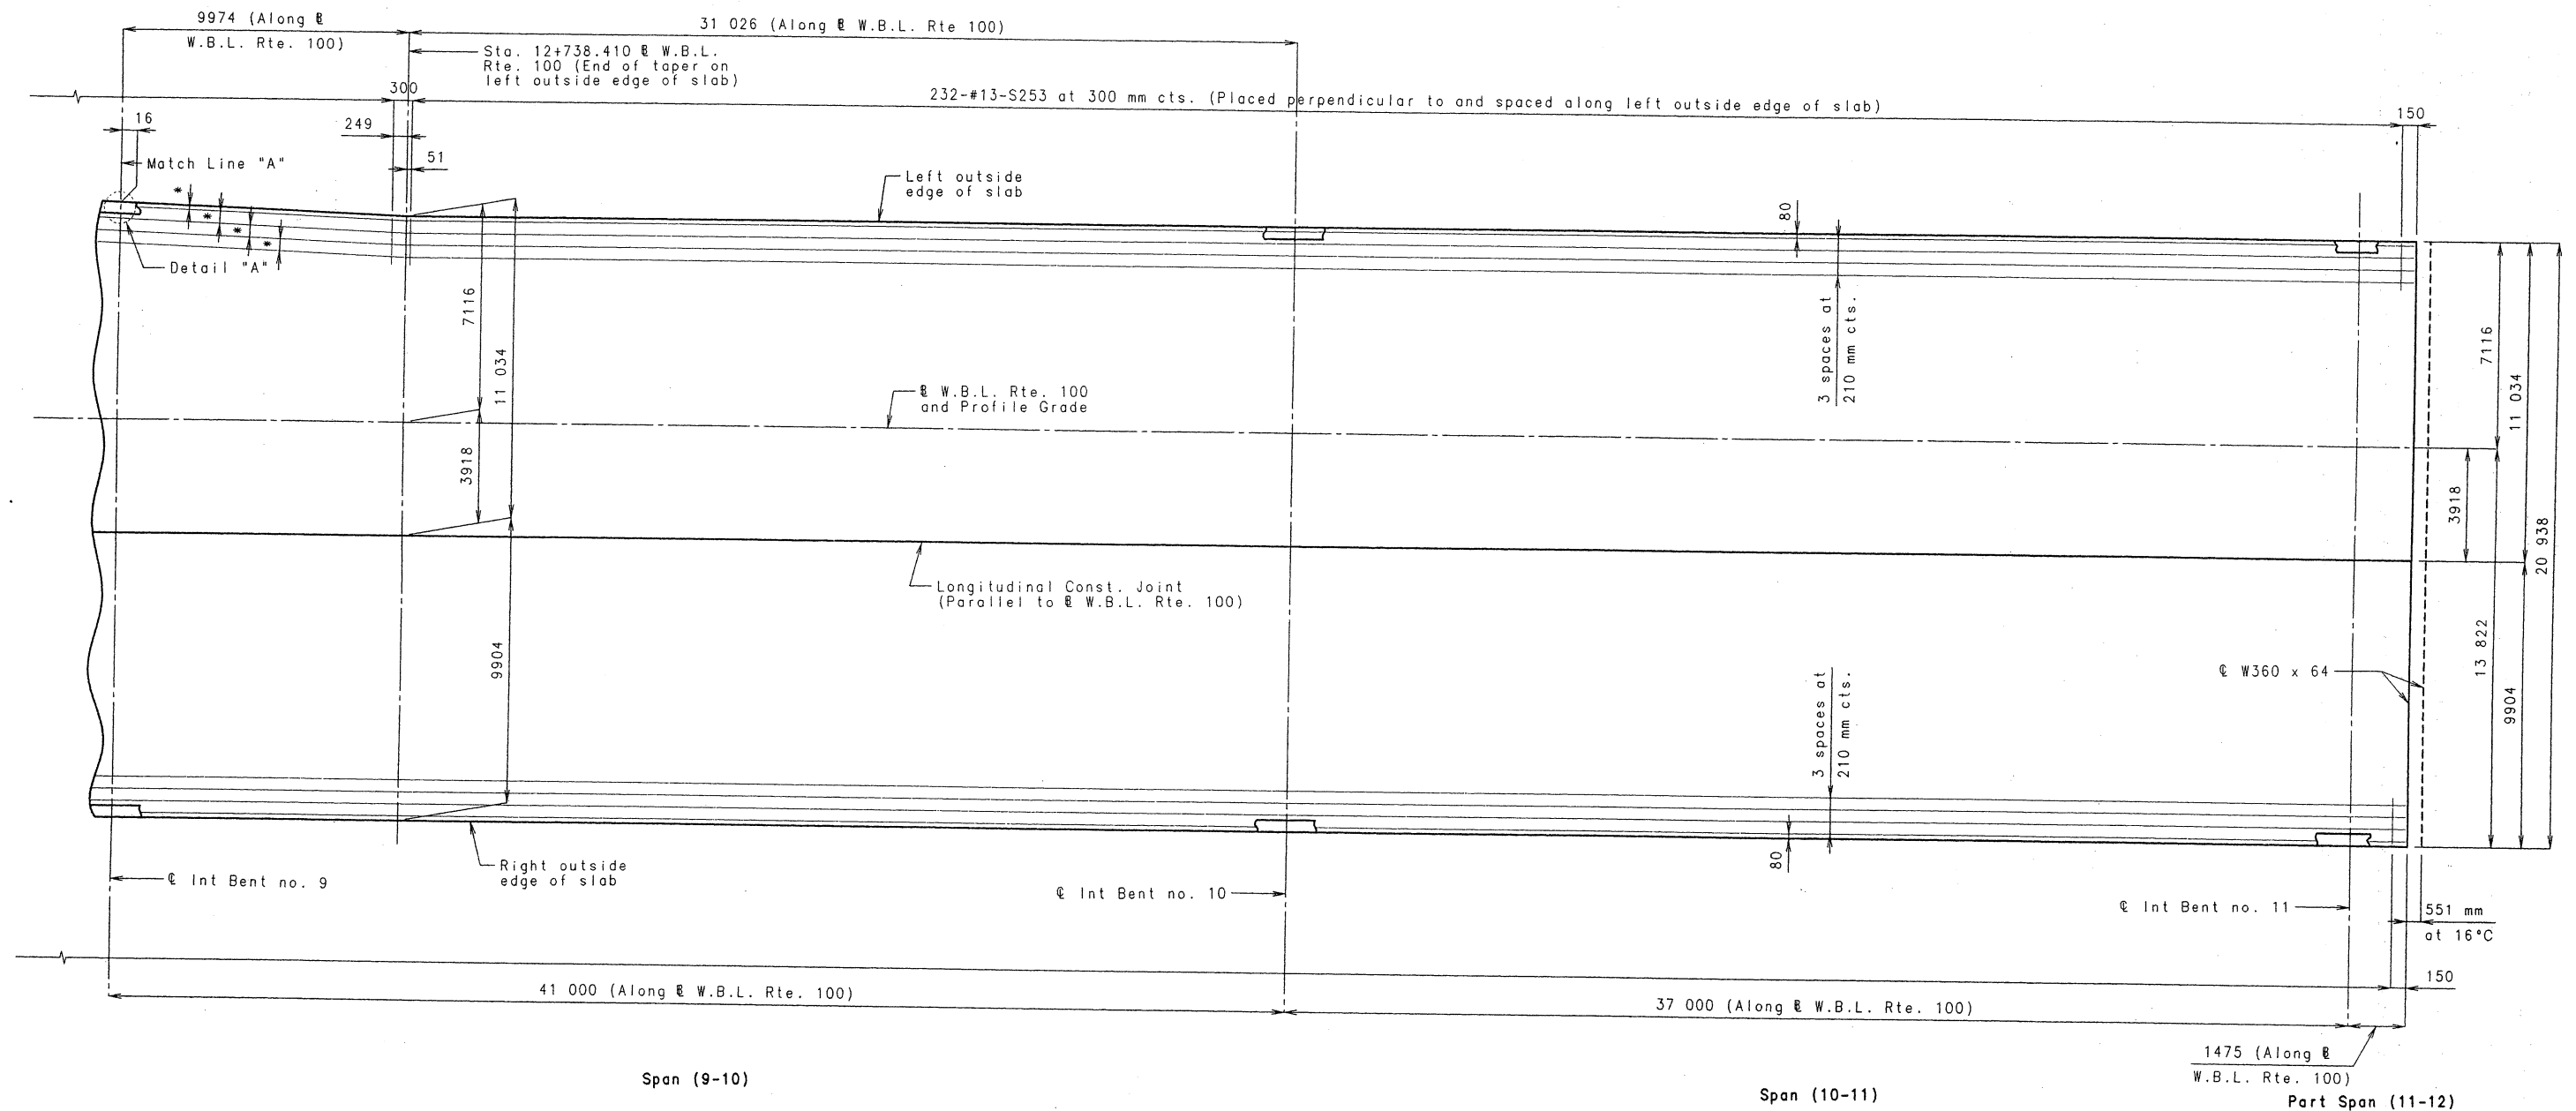 9974 (Along ℄
W.B.L. Rte. 100)
31 026 (Along ℄ W.B.L. Rte 100)
Sta. 12+738.410 ℄ W.B.L.
Rte. 100 (End of taper on
left outside edge of slab)
300
232-#13-S253 at 300 mm cts. (Placed perpendicular to and spaced along left outside edge of slab)
150
16
249
51
Match Line "A"
*
*
*
*
Detail "A"
Left outside
edge of slab
80
3 spaces at
210 mm cts.
7116
11 034
3918
9904
℄ W.B.L. Rte. 100
and Profile Grade
7116
11 034
3918
20 938
13 822
9904
Longitudinal Const. Joint
(Parallel to ℄ W.B.L. Rte. 100)
℄ W360 x 64
3 spaces at
210 mm cts.
80
Right outside
edge of slab
℄ Int Bent no. 9
℄ Int Bent no. 10
℄ Int Bent no. 11
551 mm
at 16°C
150
41 000 (Along ℄ W.B.L. Rte. 100)
37 000 (Along ℄ W.B.L. Rte. 100)
1475 (Along ℄
W.B.L. Rte. 100)
Span (9-10)
Span (10-11)
Part Span (11-12)